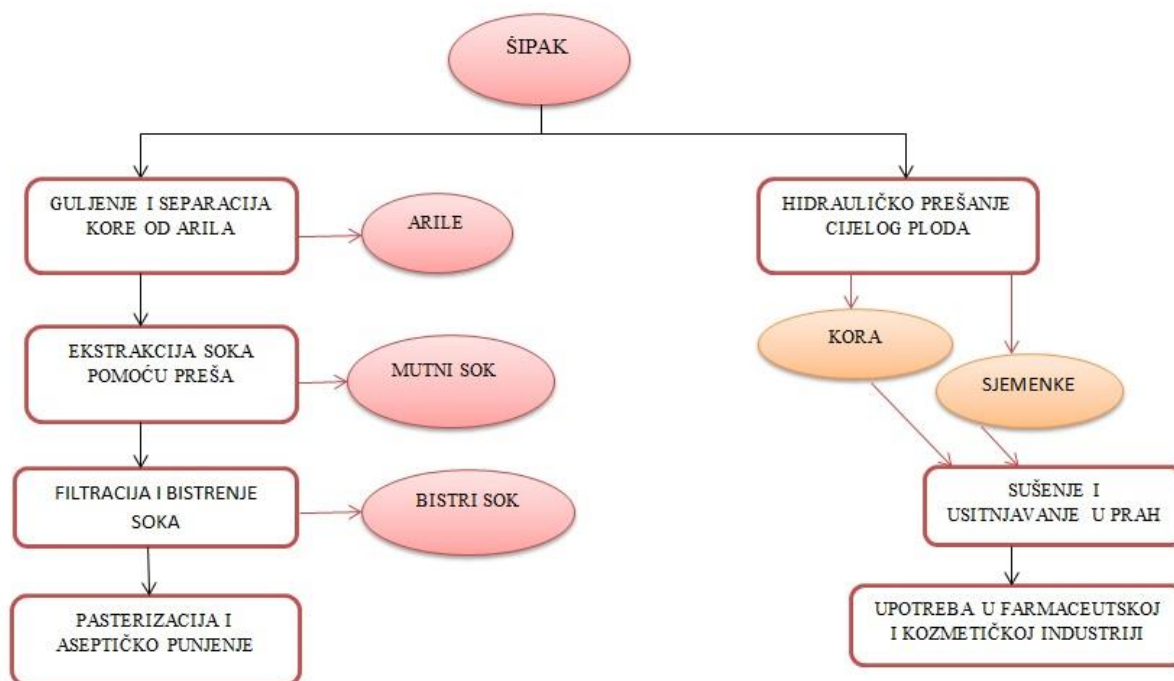 ŠIPAK
GULJENJE I SEPARACIJA
KORE OD ARILA
ARILE
HIDRAULIČKO PREŠANJE
CIJELOG PLODA
EKSTRAKCIJA SOKA
POMOĆU PREŠA
MUTNI SOK
KORA
SJEMENKE
FILTRACIJA I BISTRENJE
SOKA
BISTRI SOK
SUŠENJE I
USITNJAVANJE U PRAH
PASTERIZACIJA I
ASEPTIČKO PUNJENJE
UPOTREBA U FARMACEUTSKOJ
I KOZMETIČKOJ INDUSTRIJI